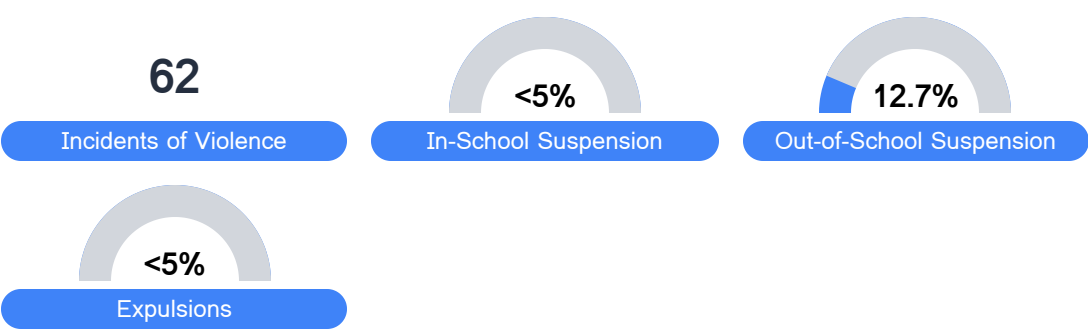 62
Incidents of Violence
<5%
In-School Suspension
12.7%
Out-of-School Suspension
<5%
Expulsions